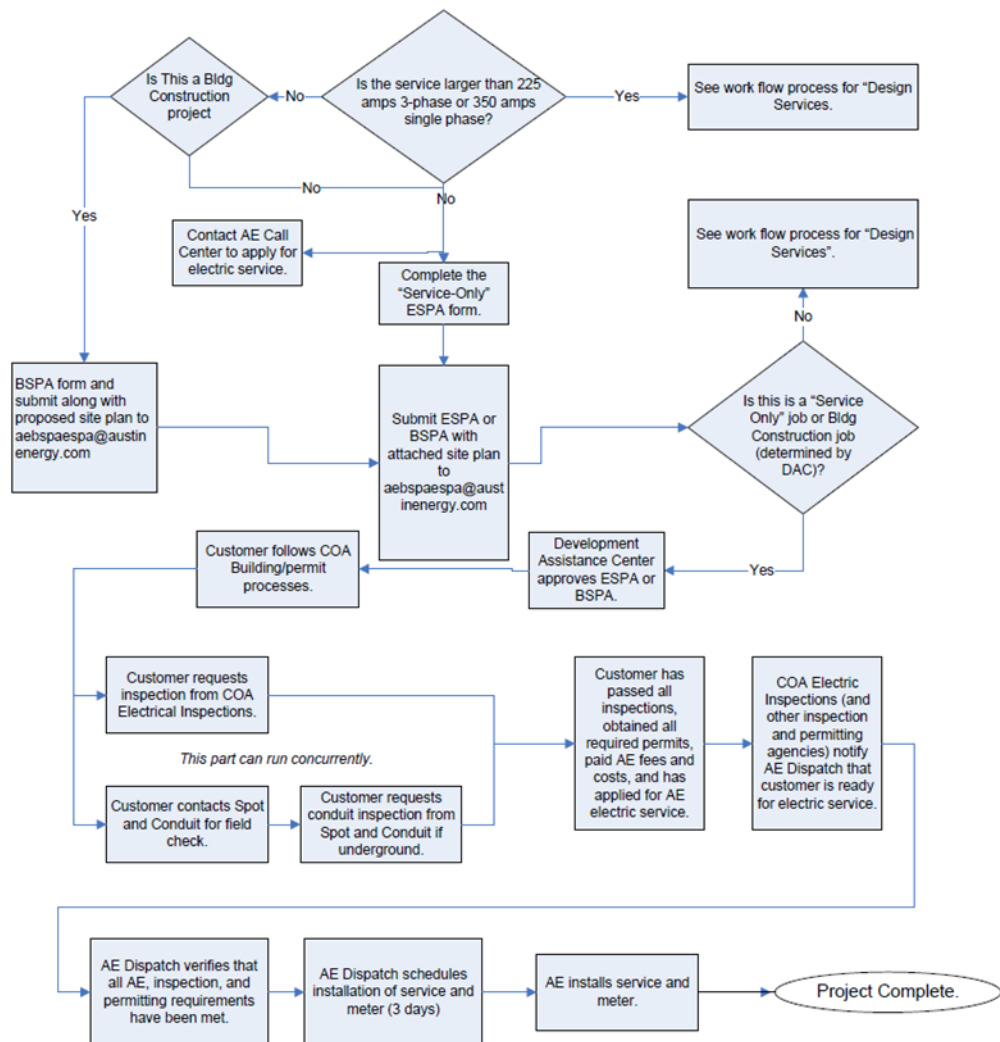 Is This a Bldg
Construction
project
No
Is the service larger than 225
amps 3-phase or 350 amps
single phase?
Yes
See work flow process for “Design
Services.
No
No
Yes
Contact AE Call
Center to apply for
electric service.
Complete the
“Service-Only”
ESPA form.
See work flow process for “Design
Services”.
No
BSPA form and
submit along with
proposed site plan to
aebspaespa@austin
energy.com
Submit ESPA or
BSPA with
attached site plan
to
aebspaespa@aust
inenergy.com
Is this is a “Service
Only” job or Bldg
Construction job
(determined by
DAC)?
Yes
Development
Assistance Center
approves ESPA or
BSPA.
Customer follows COA
Building/permit
processes.
Customer requests
inspection from COA
Electrical Inspections.
This part can run concurrently.
Customer contacts Spot
and Conduit for field
check.
Customer requests
conduit inspection from
Spot and Conduit if
underground.
Customer has
passed all
inspections,
obtained all
required permits,
paid AE fees and
costs, and has
applied for AE
electric service.
COA Electric
Inspections (and
other inspection
and permitting
agencies) notify
AE Dispatch that
customer is ready
for electric service.
AE Dispatch verifies that
all AE, inspection, and
permitting requirements
have been met.
AE Dispatch schedules
installation of service and
meter (3 days)
AE installs service and
meter.
Project Complete.